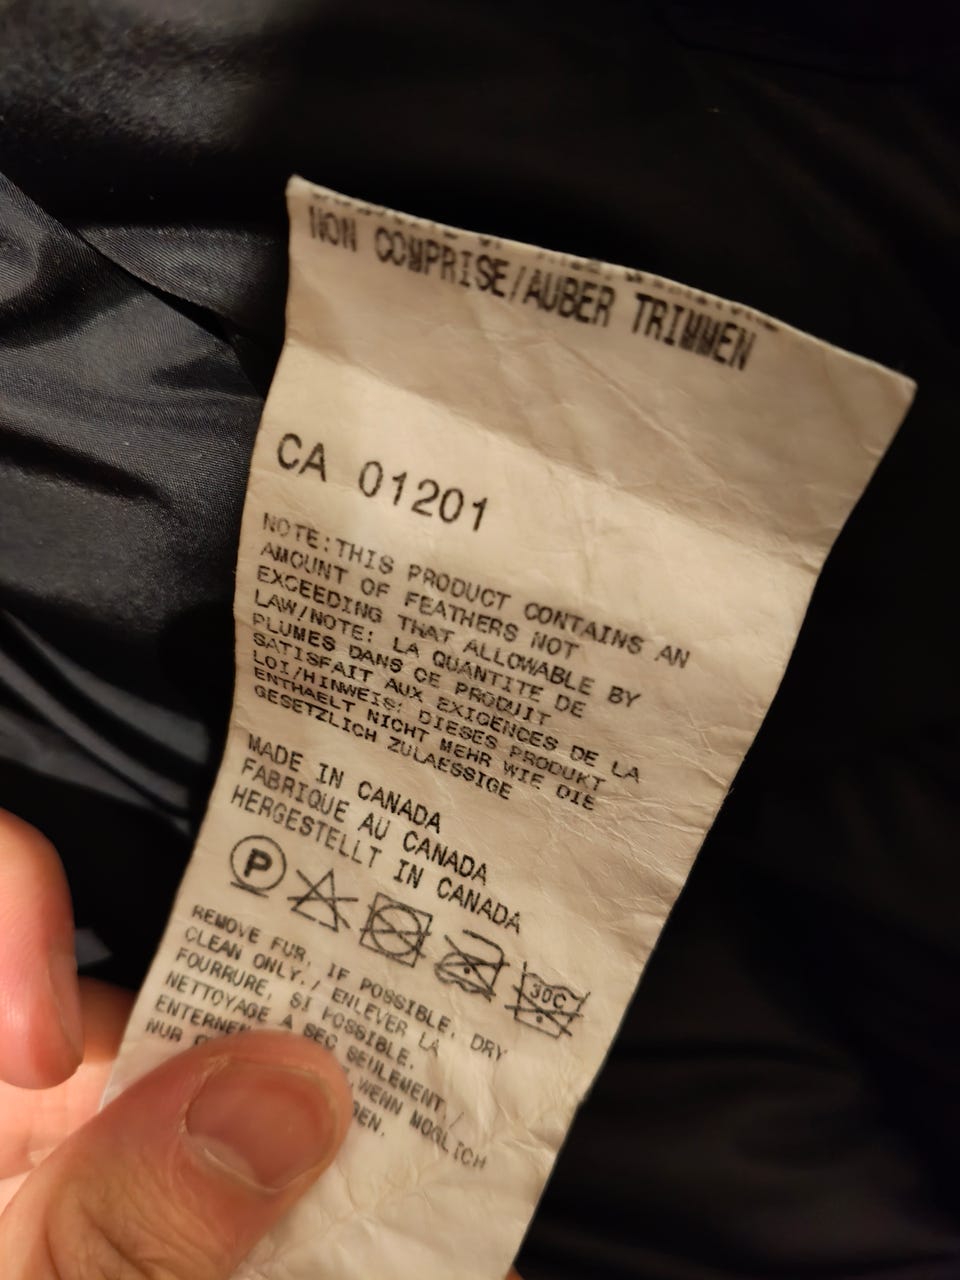 NON COMPRISE/AUBER TRIMMEN
CA 01201
NOTE:THIS PRODUCT CONTAINS AN
AMOUNT OF FEATHERS NOT
EXCEEDING THAT ALLOWABLE BY
LAW/NOTE: LA QUANTITE DE
PLUMES DANS CE PRODUIT
SATISFAIT AUX EXIGENCES DE LA
LOI/HINWEIS: DIESES PRODUKT
ENTHAELT NICHT MEHR WIE DIE
GESETZLICH ZULAESSIGE
MADE IN CANADA
FABRIQUE AU CANADA
HERGESTELLT IN CANADA
P
30C
REMOVE FUR, IF POSSIBLE, DRY
CLEAN ONLY./ ENLEVER LA
FOURRURE, SI POSSIBLE.
NETTOYAGE A SEC SEULEMENT./
WENN MOGLICH
NUR